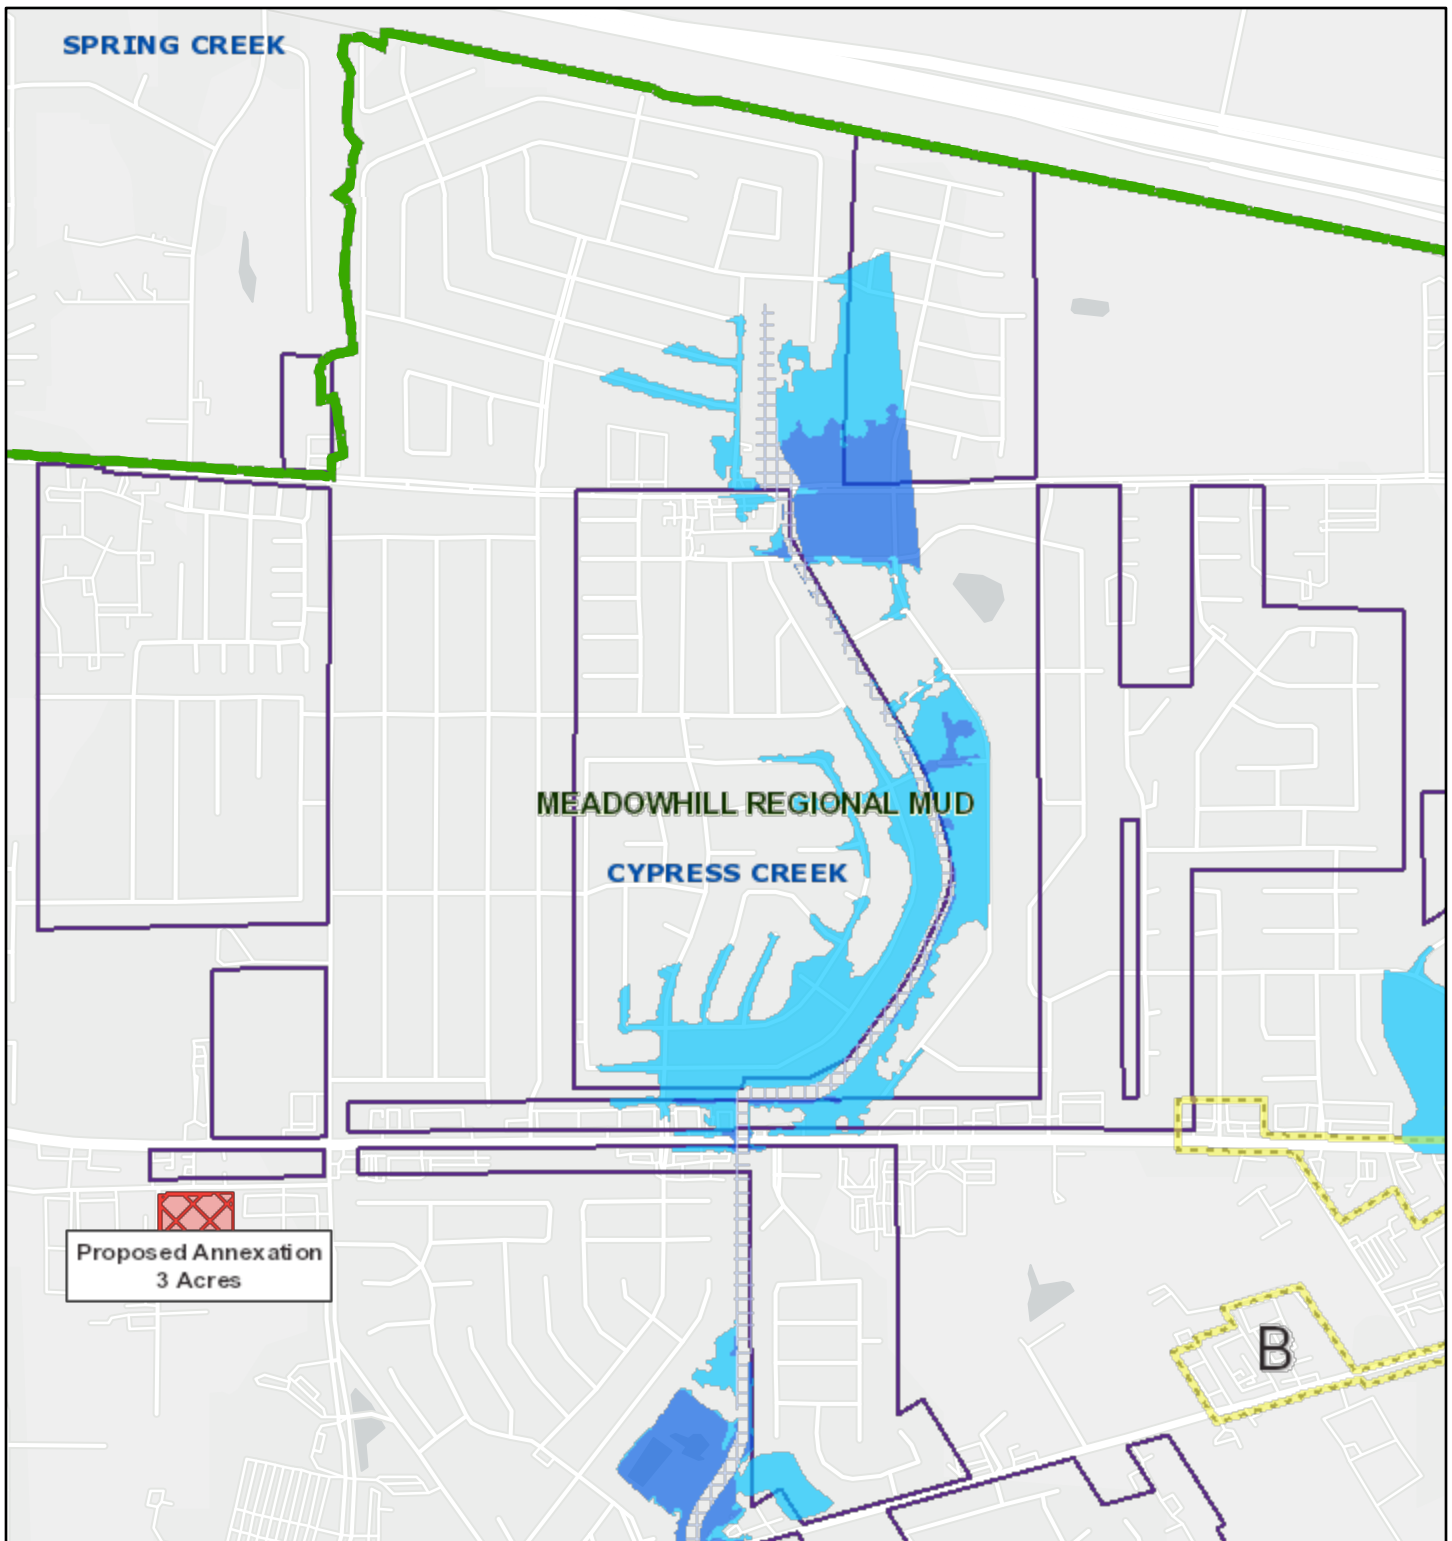 SPRING CREEK
MEADOWHILL REGIONAL MUD
CYPRESS CREEK
Proposed Annexation
3 Acres
B